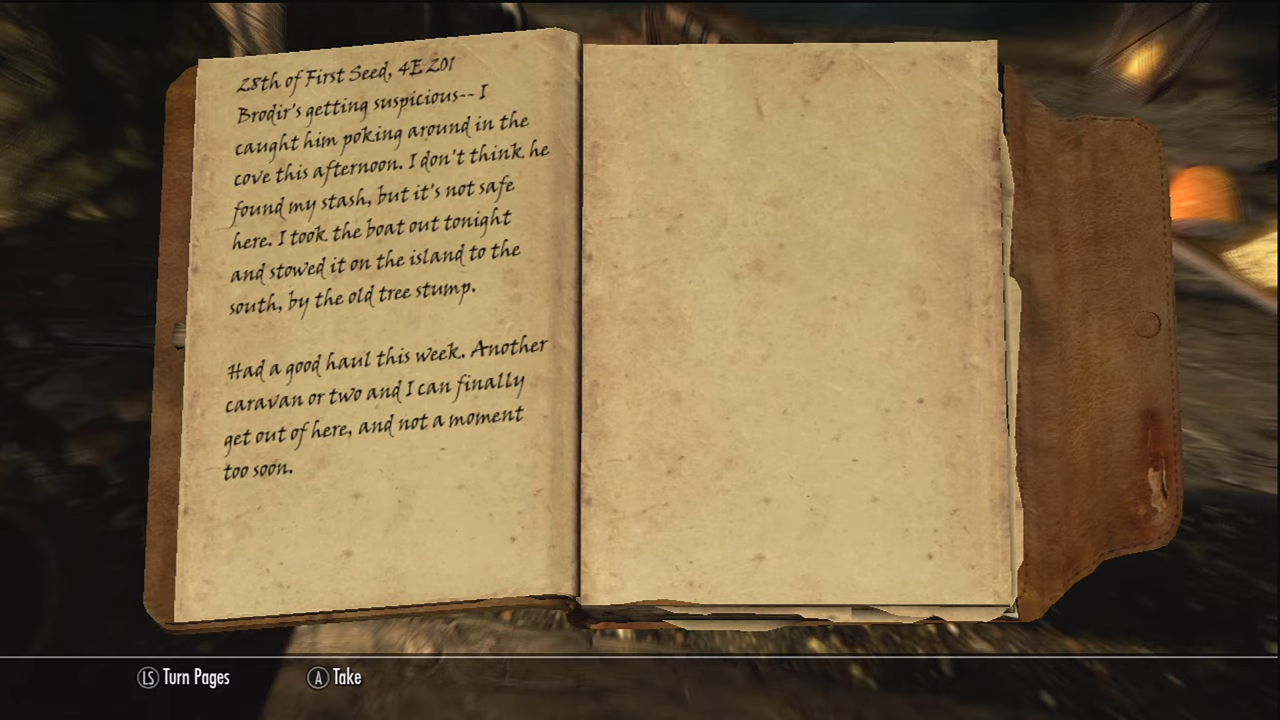 28th of First Seed, 4E 201
Brodir's getting suspicious-- I
caught him poking around in the
cove this afternoon. I don't think he
found my stash, but it's not safe
here. I took the boat out tonight
and stowed it on the island to the
south, by the old tree stump.
Had a good haul this week. Another
caravan or two and I can finally
get out of here, and not a moment
too soon.
LS Turn Pages
A Take